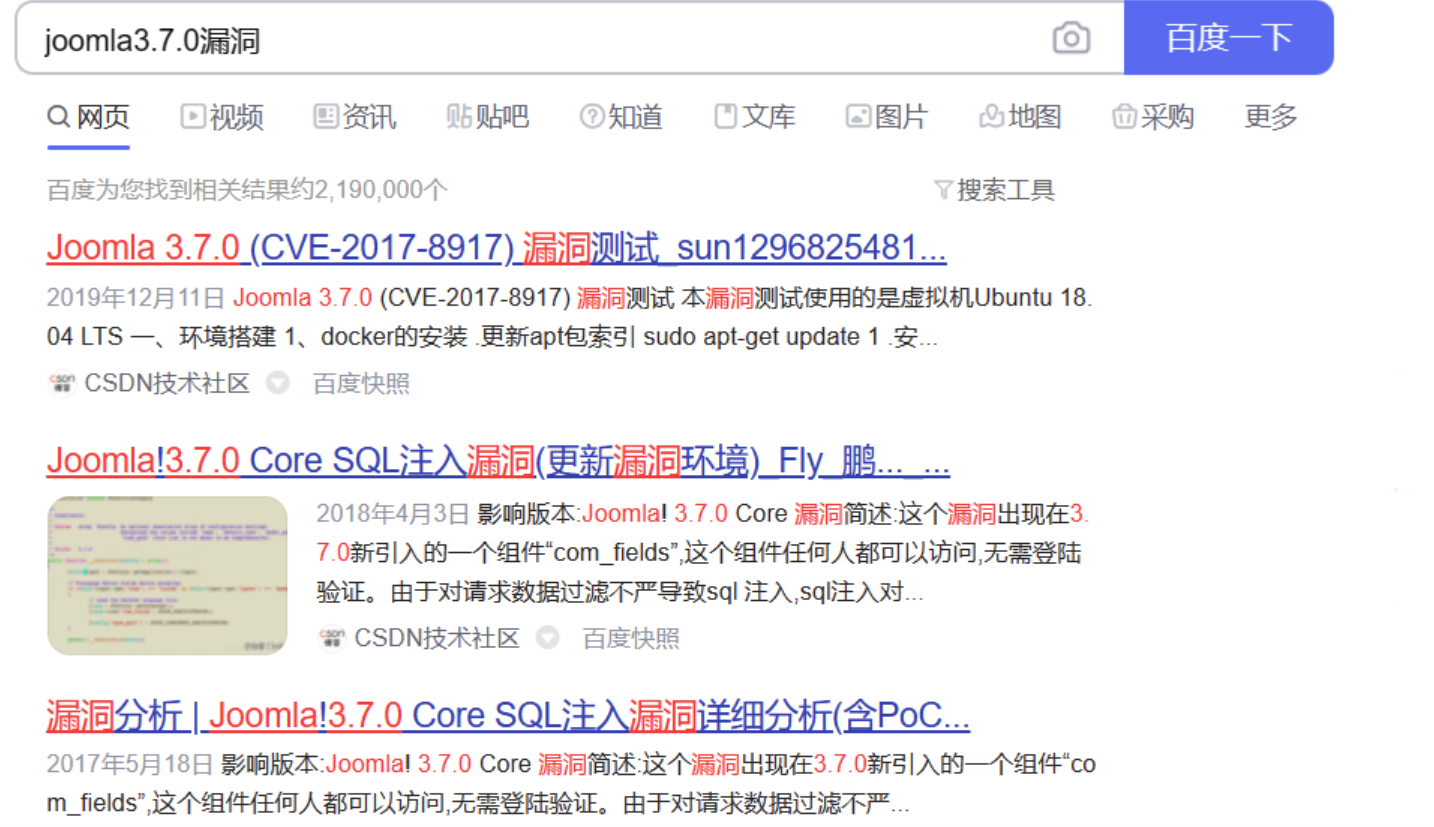 joomla3.7.0漏洞
百度一下
网页 视频 资讯 贴吧 知道 文库 图片 地图 采购 更多
百度为您找到相关结果约2,190,000个 搜索工具
Joomla 3.7.0 (CVE-2017-8917) 漏洞测试_sun1296825481...
2019年12月11日 Joomla 3.7.0 (CVE-2017-8917) 漏洞测试 本漏洞测试使用的是虚拟机Ubuntu 18.
04 LTS 一、环境搭建 1、docker的安装 .更新apt包索引 sudo apt-get update 1 .安...
CSDN技术社区 百度快照
Joomla!3.7.0 Core SQL注入漏洞(更新漏洞环境)_Fly_鹏..._...
2018年4月3日 影响版本:Joomla! 3.7.0 Core 漏洞简述:这个漏洞出现在3.
7.0新引入的一个组件“com_fields”,这个组件任何人都可以访问,无需登陆
验证。由于对请求数据过滤不严导致sql 注入,sql注入对...
CSDN技术社区 百度快照
漏洞分析 | Joomla!3.7.0 Core SQL注入漏洞详细分析(含PoC...
2017年5月18日 影响版本:Joomla! 3.7.0 Core 漏洞简述:这个漏洞出现在3.7.0新引入的一个组件“co
m_fields”,这个组件任何人都可以访问,无需登陆验证。由于对请求数据过滤不严...